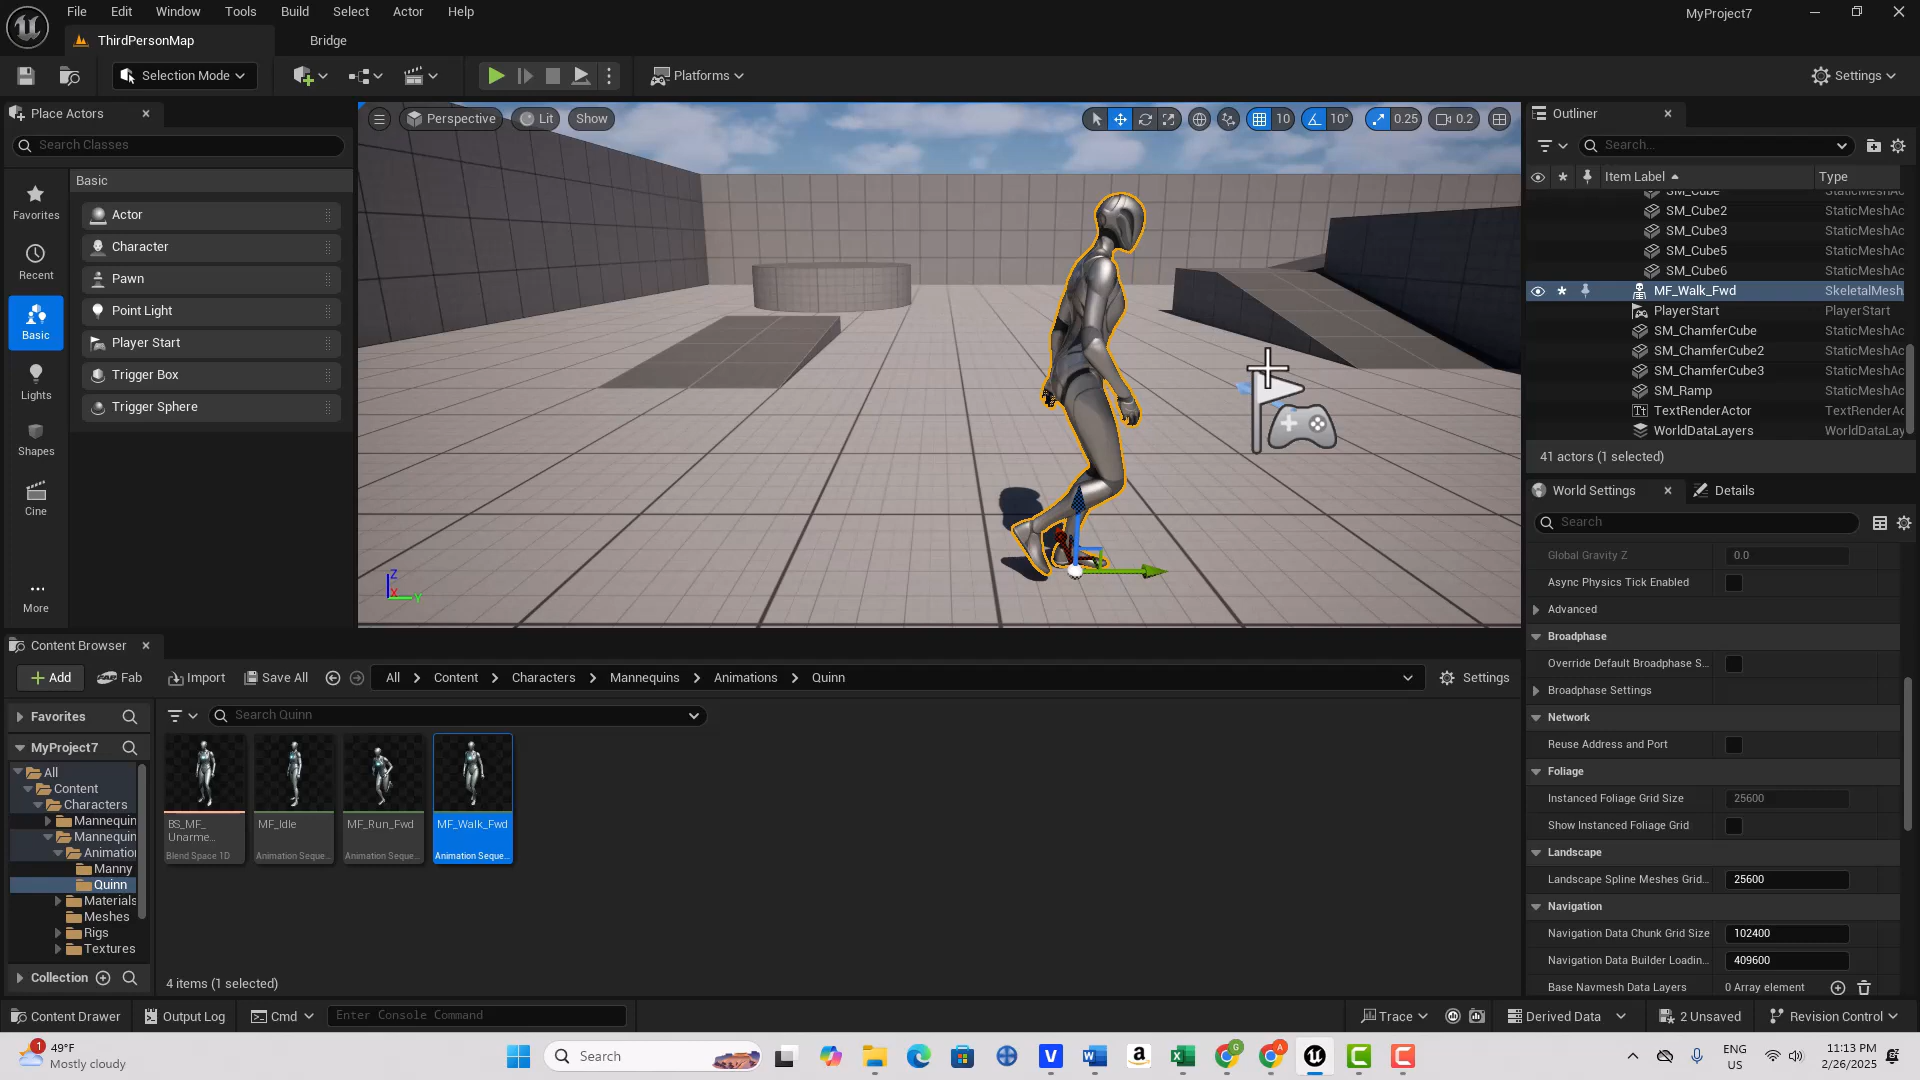 File Edit Window Tools Build Select Actor Help
MyProject7
ThirdPersonMap
Bridge
Selection Mode
Platforms
Settings
Place Actors
Search Classes
Favorites
Recent
Basic
Lights
Shapes
Cine
More
Basic
Actor
Character
Pawn
Point Light
Player Start
Trigger Box
Trigger Sphere
Perspective Lit Show
10 10° 0.25 0.2
Z
X
Y
Outliner
Search...
Item Label Type
SM_Cube StaticMeshAc
SM_Cube2 StaticMeshAc
SM_Cube3 StaticMeshAc
SM_Cube5 StaticMeshAc
SM_Cube6 StaticMeshAc
MF_Walk_Fwd SkeletalMesh
PlayerStart PlayerStart
SM_ChamferCube StaticMeshAc
SM_ChamferCube2 StaticMeshAc
SM_ChamferCube3 StaticMeshAc
SM_Ramp StaticMeshAc
TextRenderActor TextRenderAc
WorldDataLayers WorldDataLay
41 actors (1 selected)
World Settings
Details
Search
Global Gravity Z 0.0
Async Physics Tick Enabled
Advanced
Broadphase
Override Default Broadphase S...
Broadphase Settings
Network
Reuse Address and Port
Foliage
Instanced Foliage Grid Size 25600
Show Instanced Foliage Grid
Landscape
Landscape Spline Meshes Grid... 25600
Navigation
Navigation Data Chunk Grid Size 102400
Navigation Data Builder Loadin... 409600
Base Navmesh Data Layers 0 Array element
Content Browser
Add Fab Import Save All
All Content Characters Mannequins Animations Quinn
Settings
Favorites
MyProject7
All
Content
Characters
Mannequin
Mannequin
Animation
Manny
Quinn
Materials
Meshes
Rigs
Textures
Collection
Search Quinn
BS_MF_
Unarme...
Blend Space 1D
MF_Idle
Animation Seque...
MF_Run_Fwd
Animation Seque...
MF_Walk_Fwd
Animation Seque...
4 items (1 selected)
Content Drawer Output Log Cmd Enter Console Command
Trace Derived Data 2 Unsaved Revision Control
1
49°F
Mostly cloudy
Search
ENG
US
11:13 PM
2/26/2025